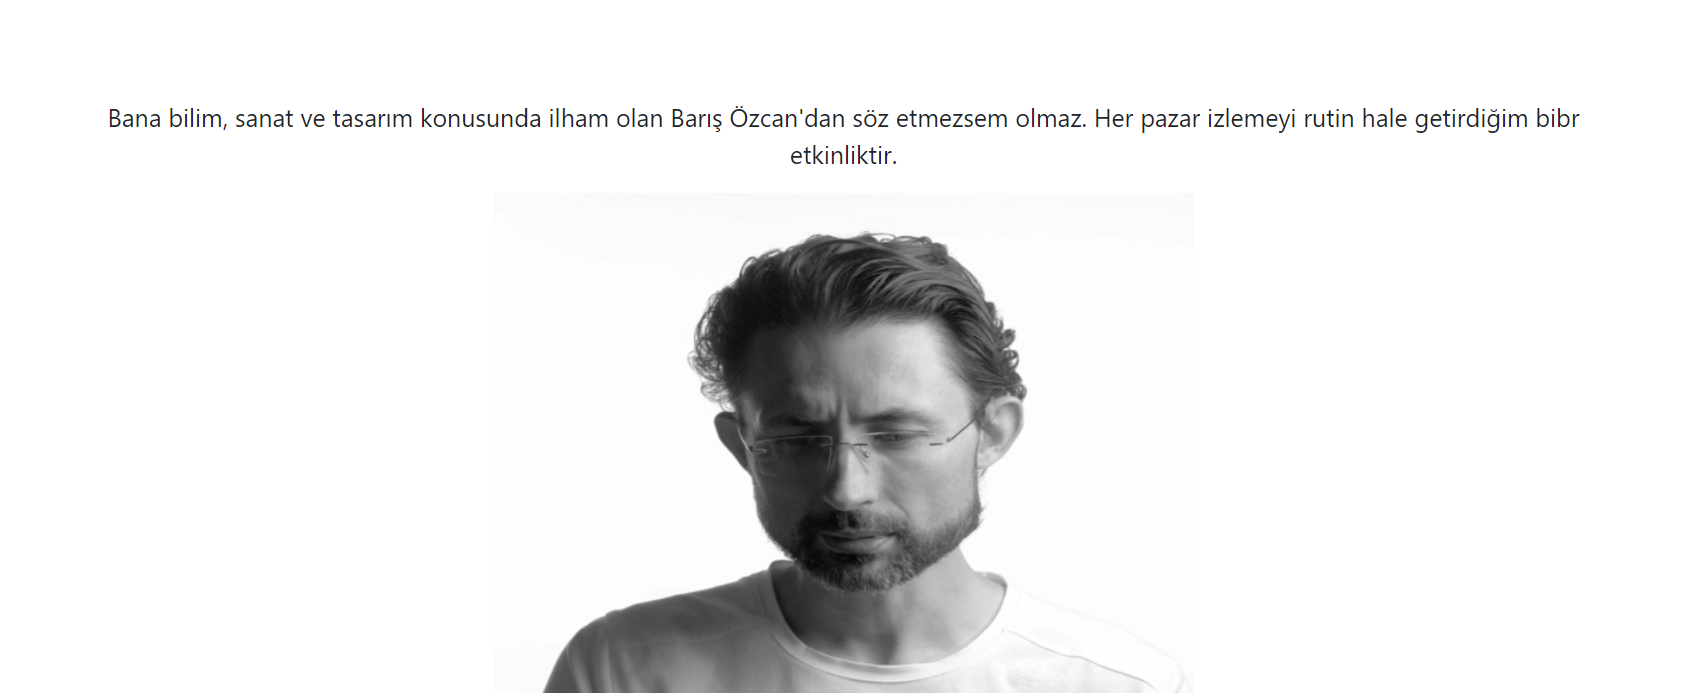 Bana bilim, sanat ve tasarım konusunda ilham olan Barış Özcan'dan söz etmezsem olmaz. Her pazar izlemeyi rutin hale getirdiğim bibr
etkinliktir.